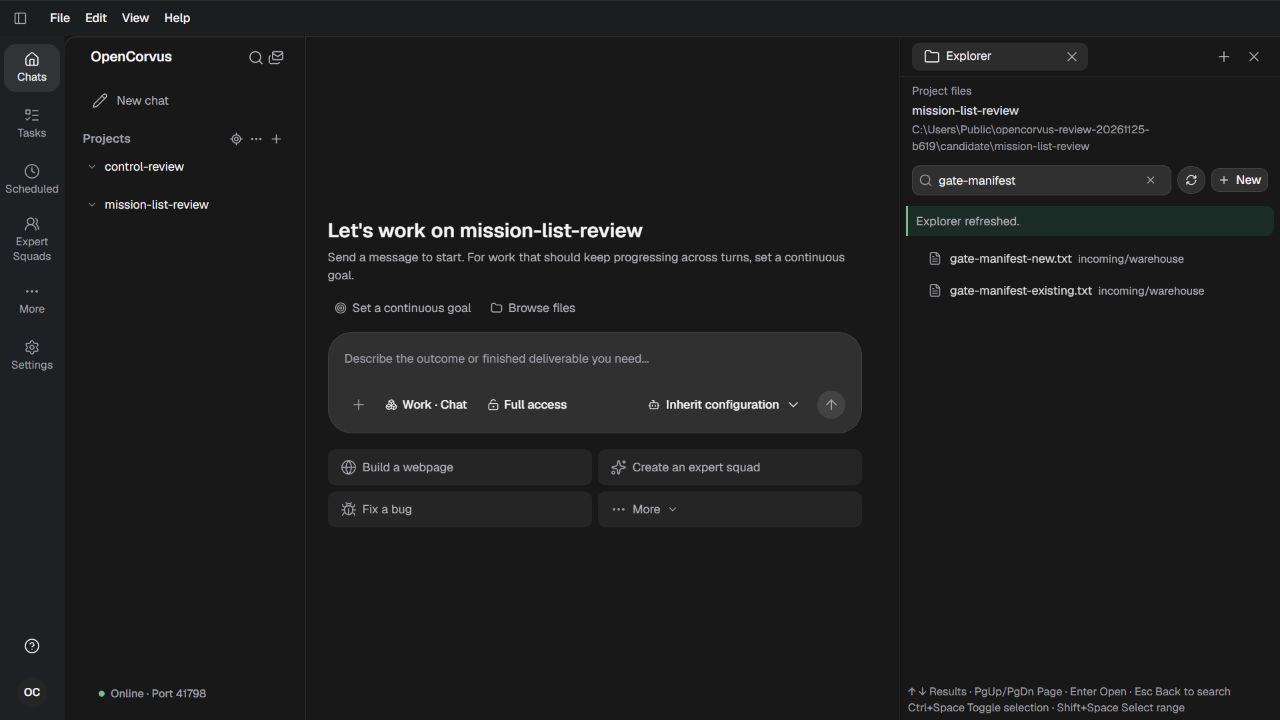 File Edit View Help
Chats
Tasks
Scheduled
Expert
Squads
More
Settings
OC
OpenCorvus
New chat
Projects
control-review
mission-list-review
Online · Port 41798
Let's work on mission-list-review
Send a message to start. For work that should keep progressing across turns, set a continuous
goal.
Set a continuous goal Browse files
Describe the outcome or finished deliverable you need...
Work · Chat Full access Inherit configuration
Build a webpage Create an expert squad
Fix a bug More
Explorer
Project files
mission-list-review
C:\Users\Public\opencorvus-review-20261125-
b619\candidate\mission-list-review
gate-manifest New
Explorer refreshed.
gate-manifest-new.txt incoming/warehouse
gate-manifest-existing.txt incoming/warehouse
↑↓ Results · PgUp/PgDn Page · Enter Open · Esc Back to search
Ctrl+Space Toggle selection · Shift+Space Select range